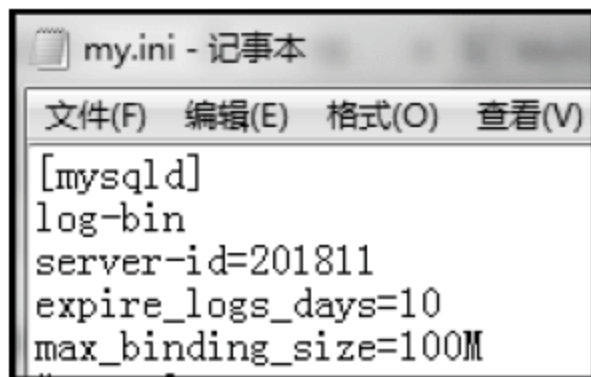 my.ini - 记事本
文件(F) 编辑(E) 格式(O) 查看(V)
[mysqld]
log-bin
server-id=201811
expire_logs_days=10
max_binding_size=100M